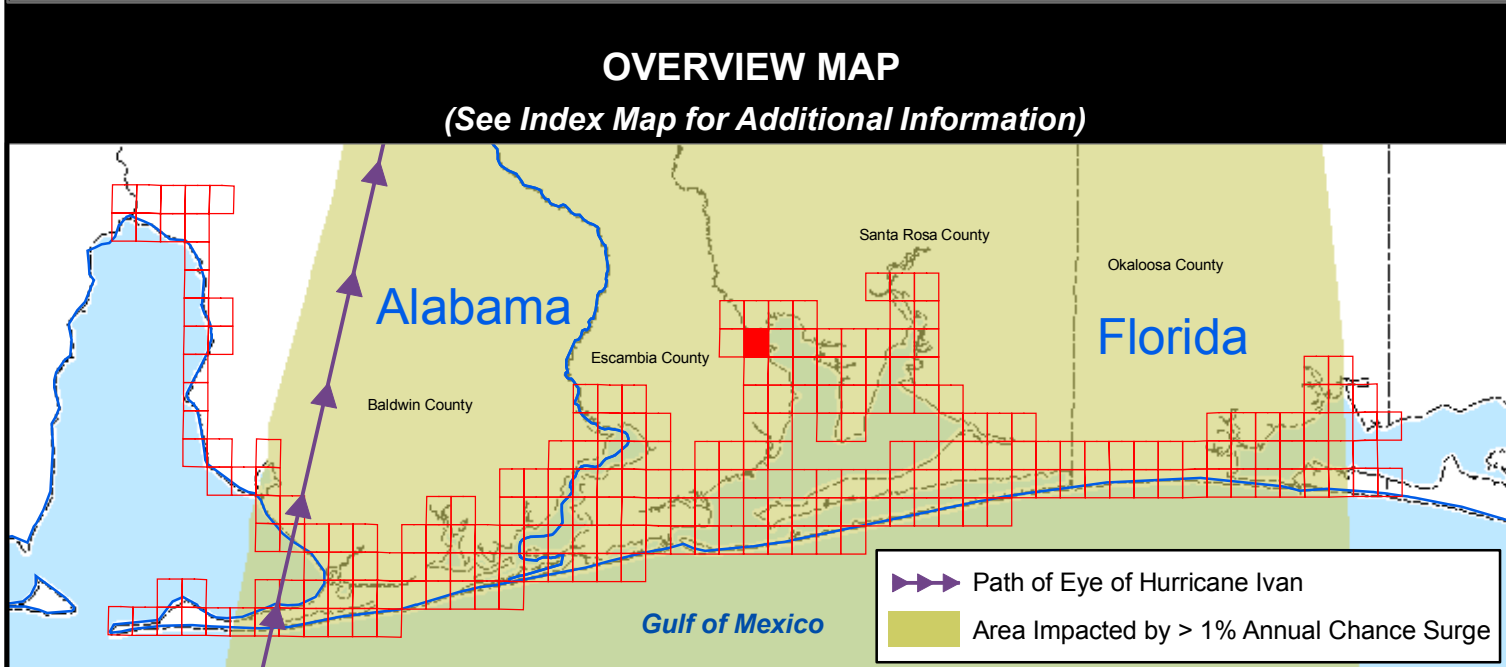 OVERVIEW MAP
(See Index Map for Additional Information)
Santa Rosa County
Okaloosa County
Alabama
Florida
Escambia County
Baldwin County
Gulf of Mexico
Path of Eye of Hurricane Ivan
Area Impacted by > 1% Annual Chance Surge